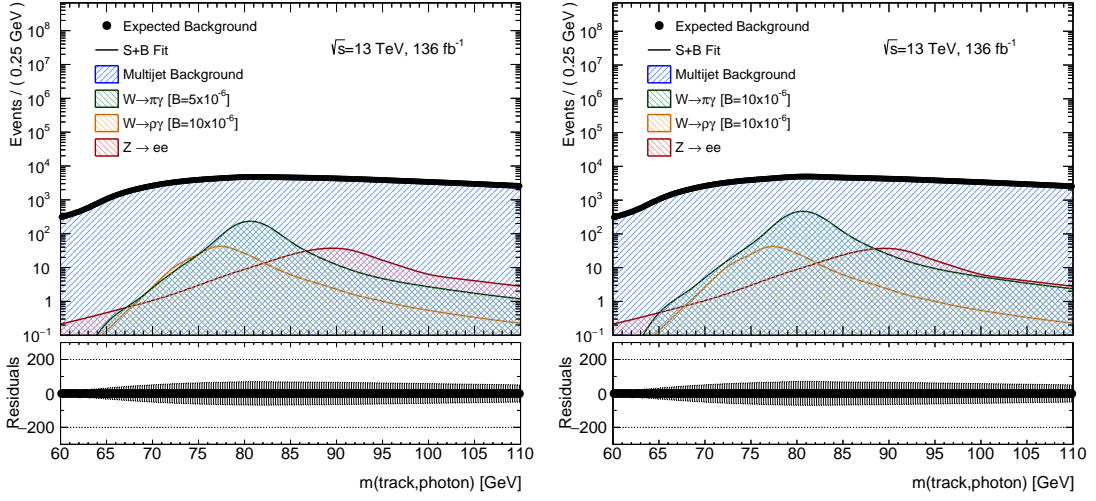 Events / ( 0.25 GeV )
10⁸
10⁷
10⁶
10⁵
10⁴
10³
10²
10
1
10⁻¹
Expected Background
S+B Fit
Multijet Background
W→πγ [B=5x10⁻⁶]
W→ργ [B=10x10⁻⁶]
Z → ee
√s=13 TeV, 136 fb⁻¹
Residuals
200
0
−200
60 65 70 75 80 85 90 95 100 105 110
m(track,photon) [GeV]
Events / ( 0.25 GeV )
10⁸
10⁷
10⁶
10⁵
10⁴
10³
10²
10
1
10⁻¹
Expected Background
S+B Fit
Multijet Background
W→πγ [B=10x10⁻⁶]
W→ργ [B=10x10⁻⁶]
Z → ee
√s=13 TeV, 136 fb⁻¹
Residuals
200
0
−200
60 65 70 75 80 85 90 95 100 105 110
m(track,photon) [GeV]